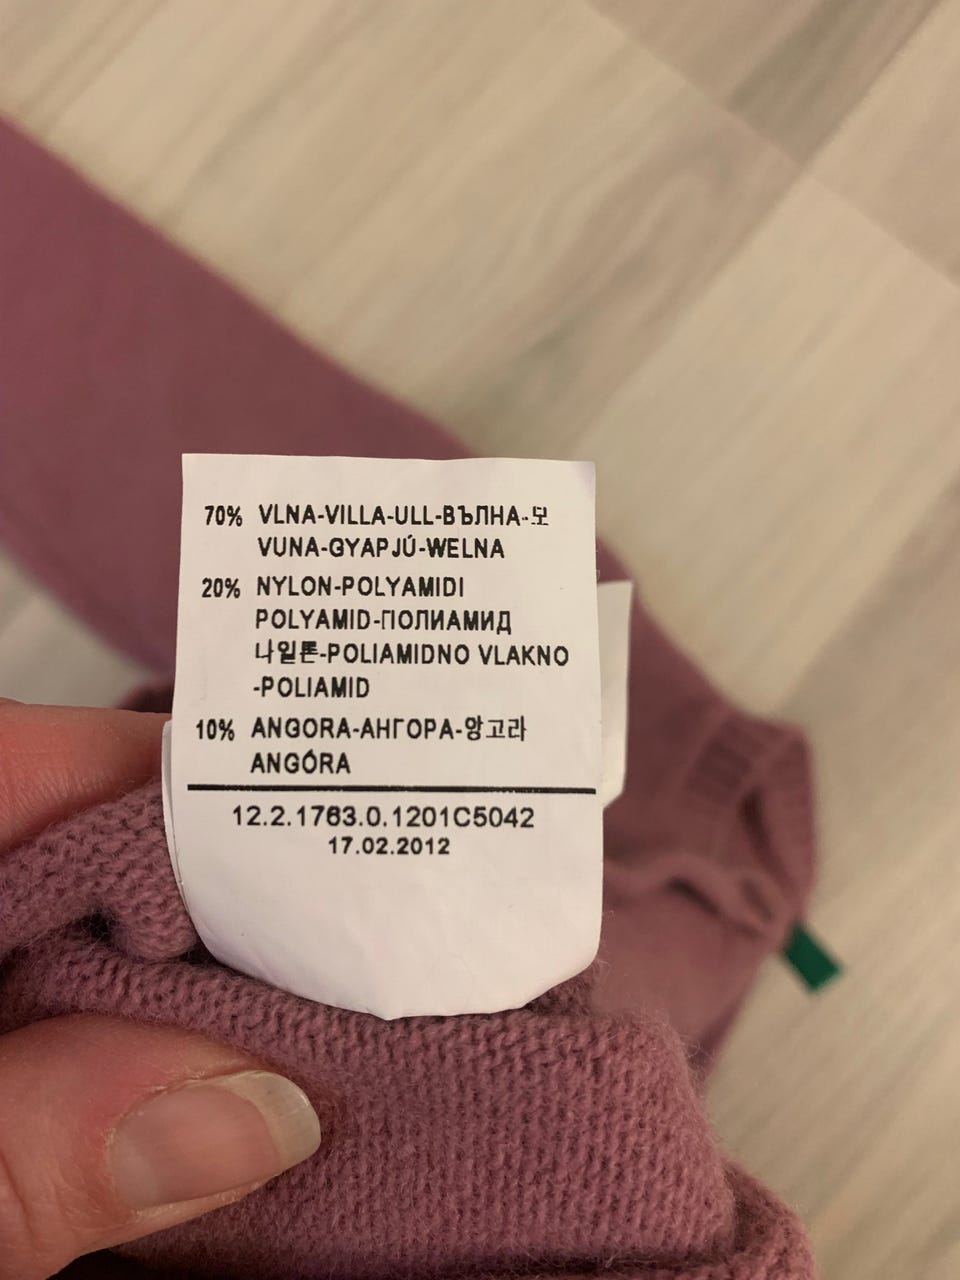 70% VLNA-VILLA-ULL-ВЪЛНА-모
VUNA-GYAPJÚ-WELNA
20% NYLON-POLYAMIDI
POLYAMID-ПОЛИАМИД
나일론-POLIAMIDNO VLAKNO
-POLIAMID
10% ANGORA-АНГОРА-앙고라
ANGÓRA
12.2.1763.0.1201C5042
17.02.2012